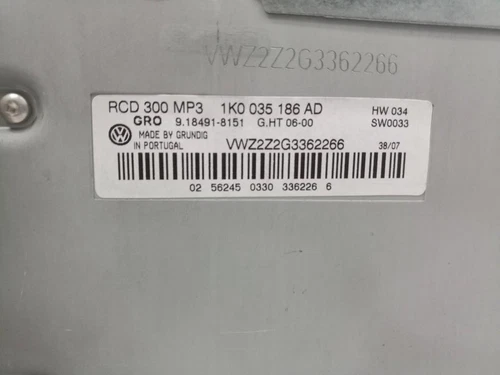 VWZ2Z2G3362266
RCD 300 MP3 1K0 035 186 AD HW 034
GRO 9.18491-8151 G.HT 06-00 SW0033
MADE BY GRUNDIG
IN PORTUGAL VWZ2Z2G3362266 38/07
02 56245 0330 336226 6